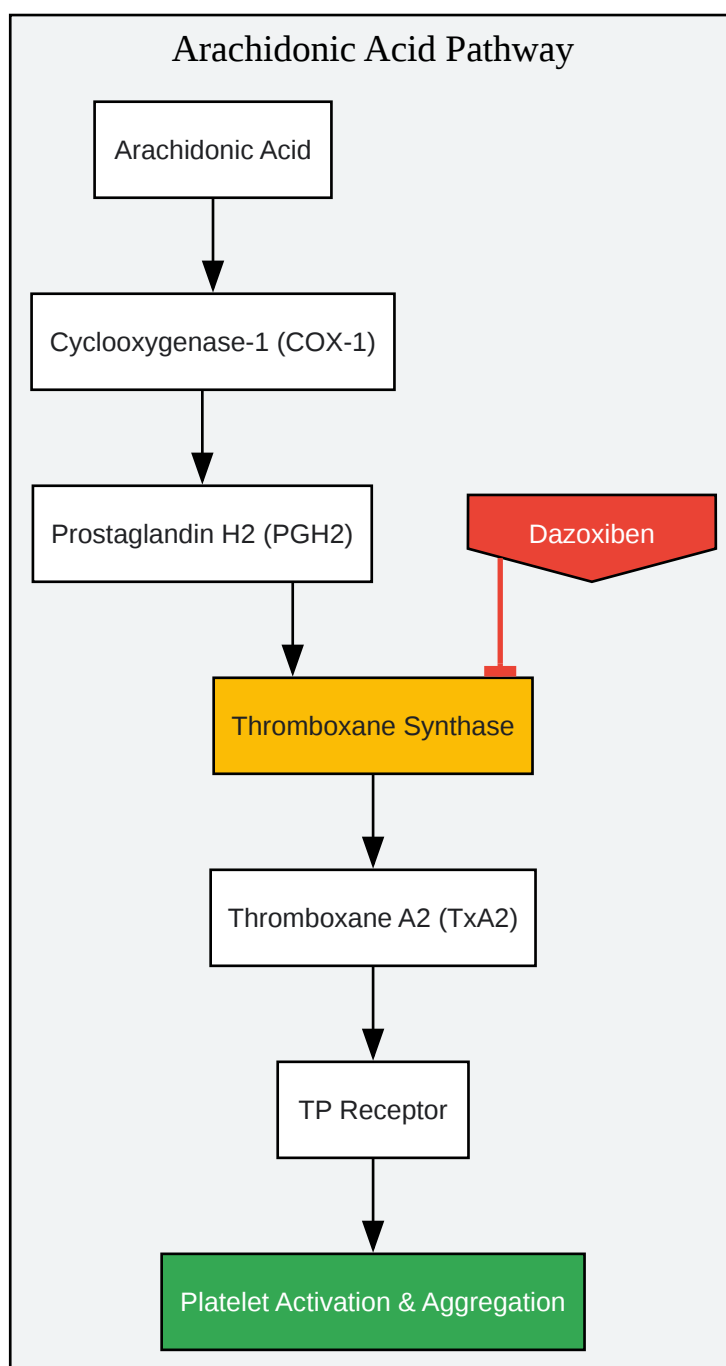 Arachidonic Acid Pathway
Arachidonic Acid
Cyclooxygenase-1 (COX-1)
Prostaglandin H2 (PGH2)
Dazoxiben
Thromboxane Synthase
Thromboxane A2 (TxA2)
TP Receptor
Platelet Activation & Aggregation